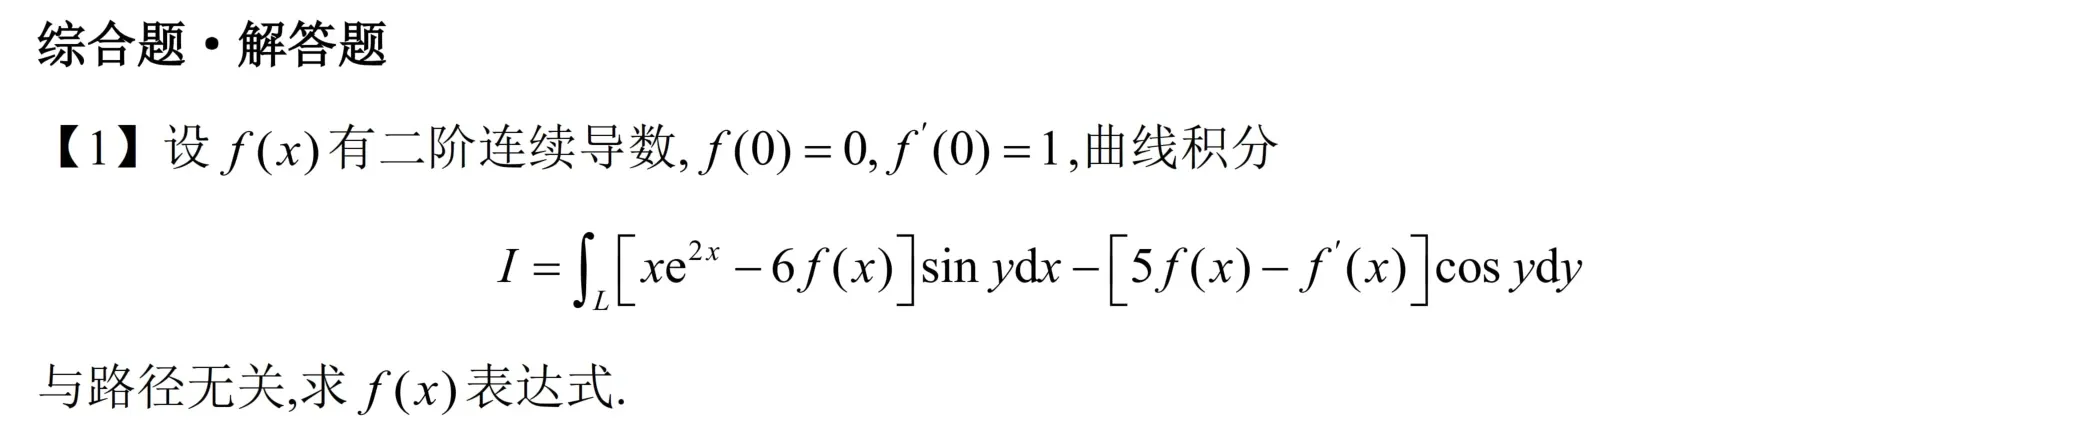 综合题·解答题
【1】设 f(x) 有二阶连续导数, f(0) = 0, f′(0) = 1 ,曲线积分
I = ∫_L [xe^{2x} − 6f(x)] sin ydx − [5f(x) − f′(x)] cos ydy
与路径无关,求 f(x) 表达式.